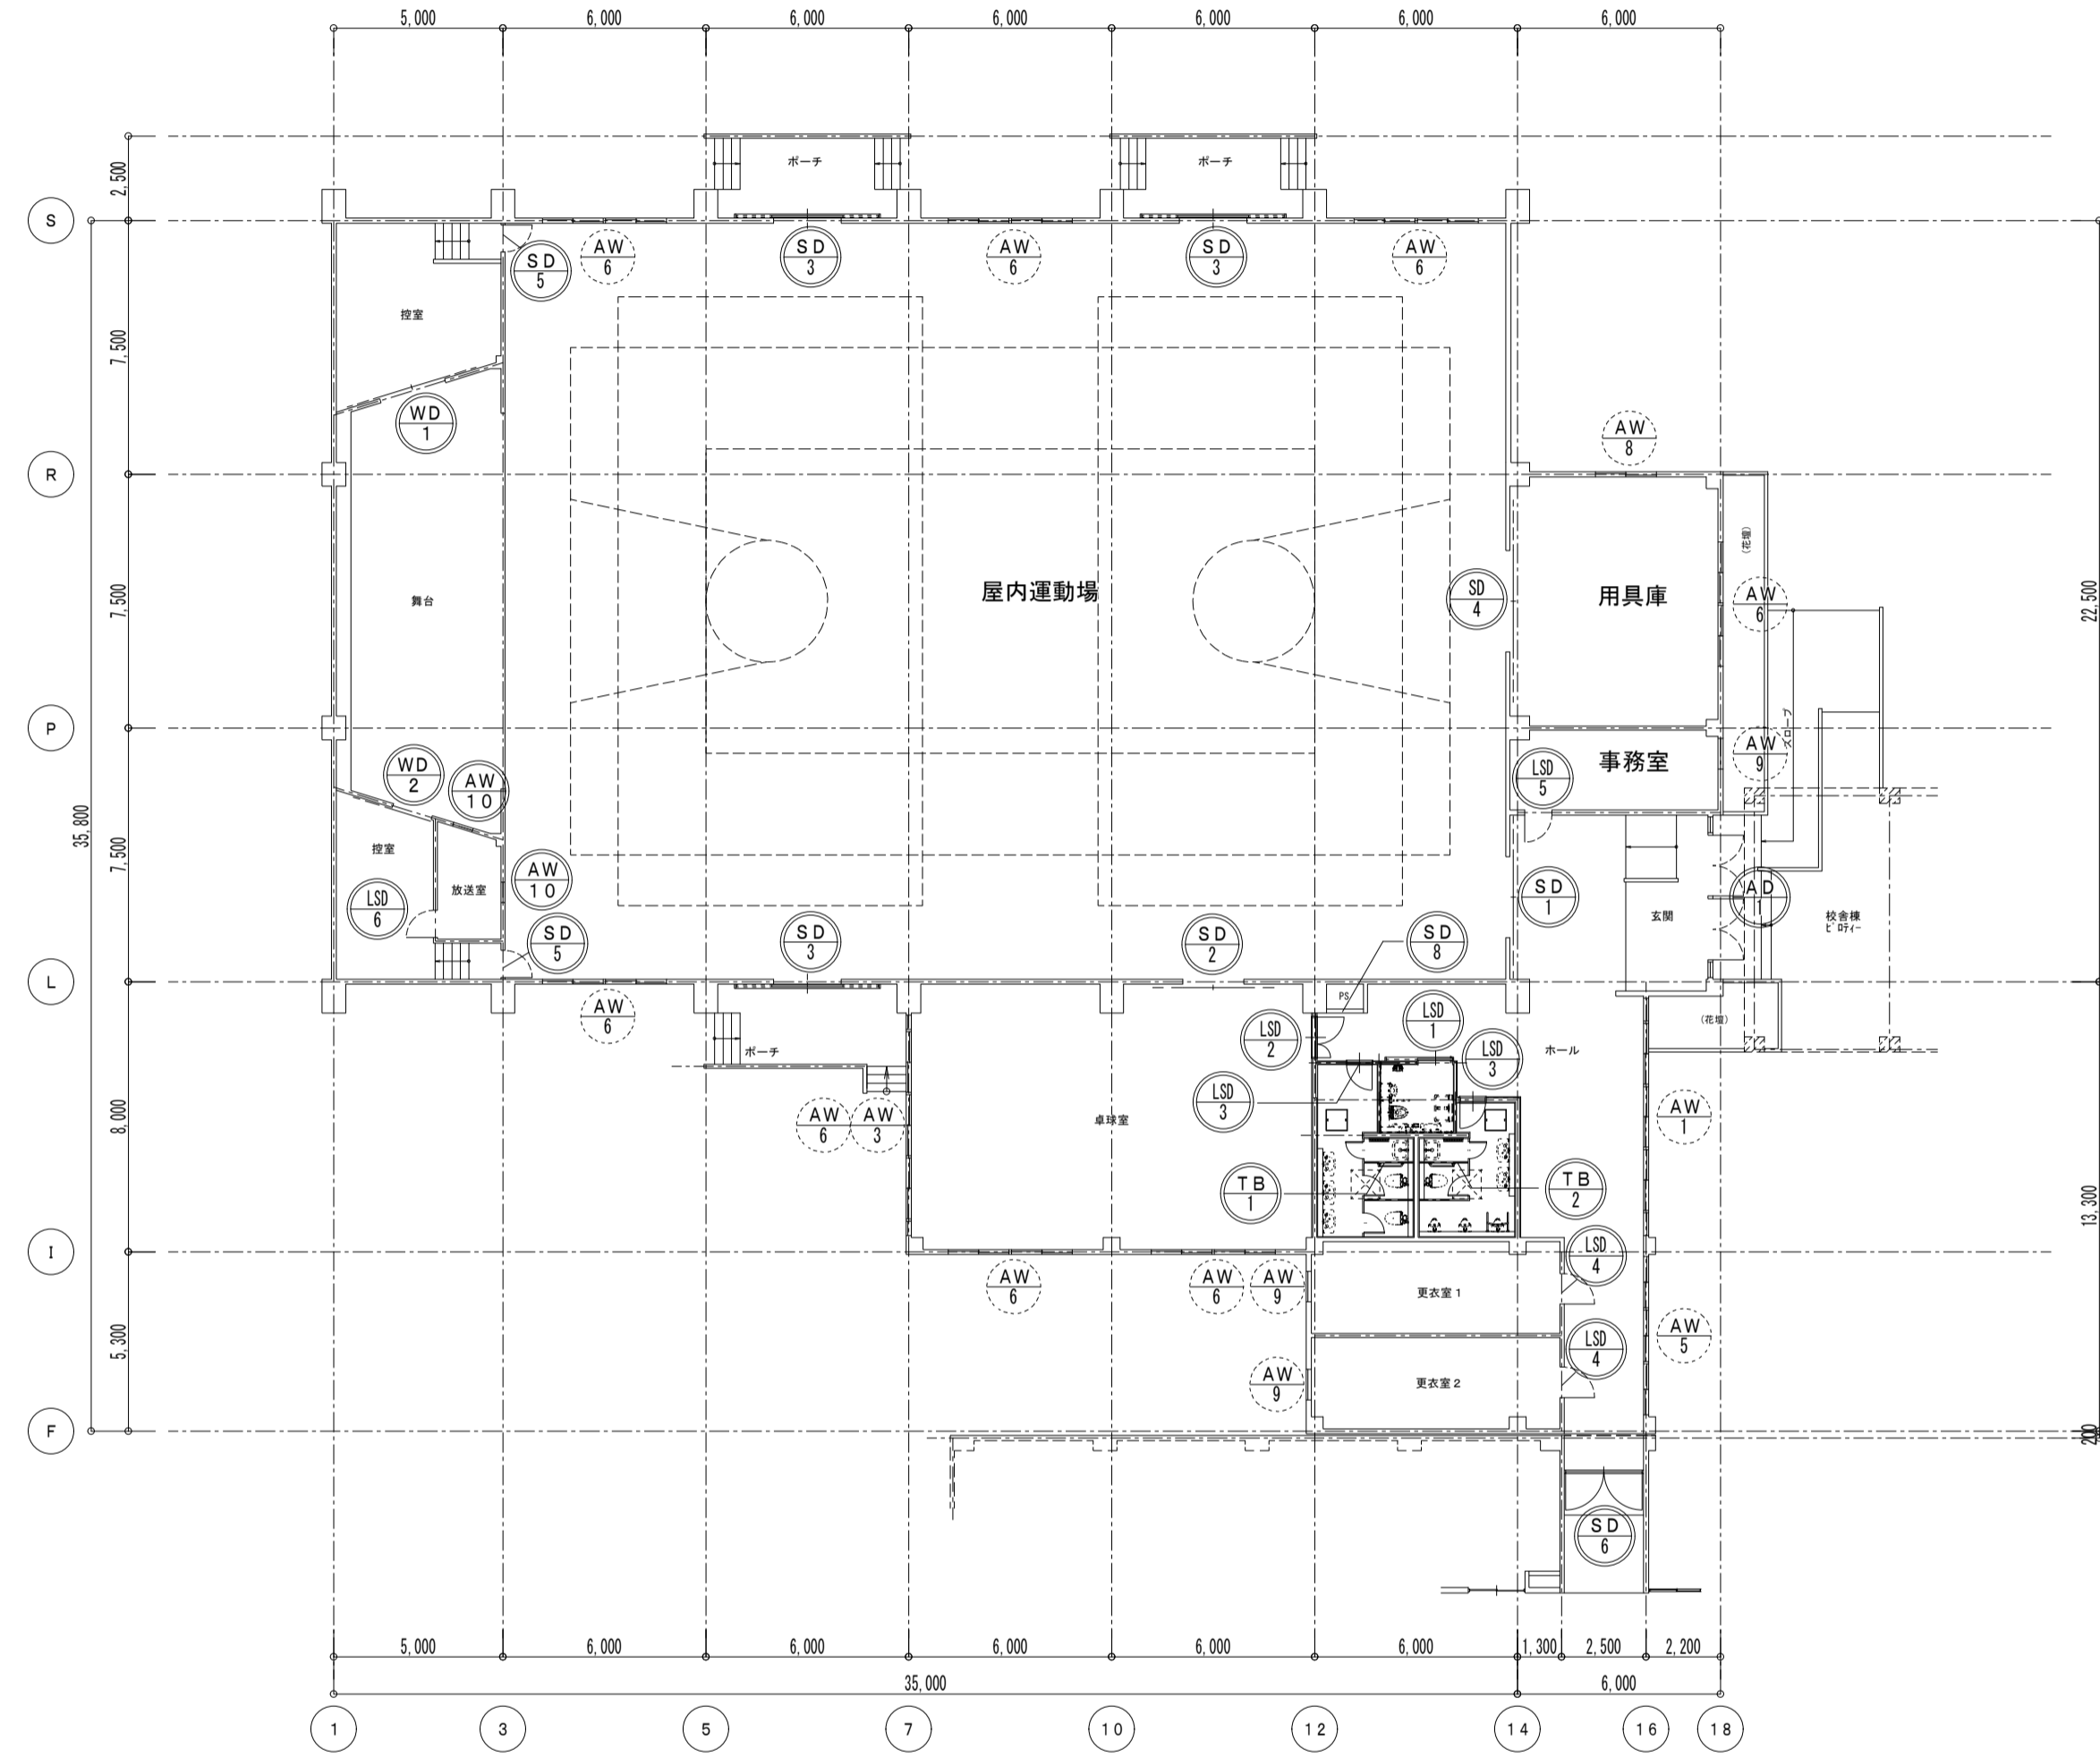 5,000 6,000 6,000 6,000 6,000 6,000 6,000
2,500
ポーチ ポーチ
S
AW 6
SD 3
AW 6
SD 3
AW 6
SD 5
控室
7,500
WD 1
AW 8
R
(花壇)
舞台
屋内運動場
SD 4
用具庫
AW 6
7,500
22,500
スロープ
P
WD 2
AW 10
LSD 5
事務室
AW 9
35,800
7,500
控室
放送室
AW 10
LSD 6
SD 1
玄関
AD 1
校舎棟
ピロティー
SD 5
SD 3
SD 2
SD 8
L
AW 6
PS
LSD 1
LSD 2
(花壇)
ポーチ
ホール
LSD 3
LSD 3
8,000
AW 6
AW 3
卓球室
AW 1
TB 1
TB 2
13,300
I
LSD 4
AW 6
AW 6
AW 9
更衣室1
5,300
LSD 4
AW 5
AW 9
更衣室2
F
200
SD 6
5,000 6,000 6,000 6,000 6,000 6,000 1,300 2,500 2,200
35,000 6,000
1 3 5 7 10 12 14 16 18